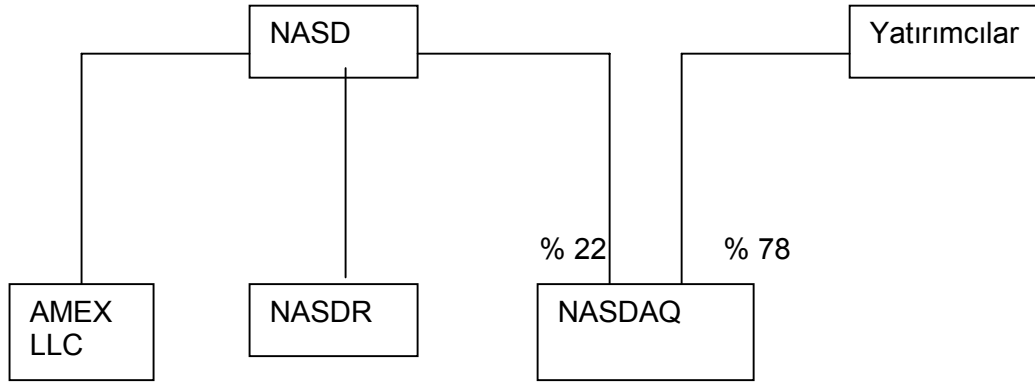 NASD
Yatırımcılar
% 22
% 78
AMEX
LLC
NASDR
NASDAQ